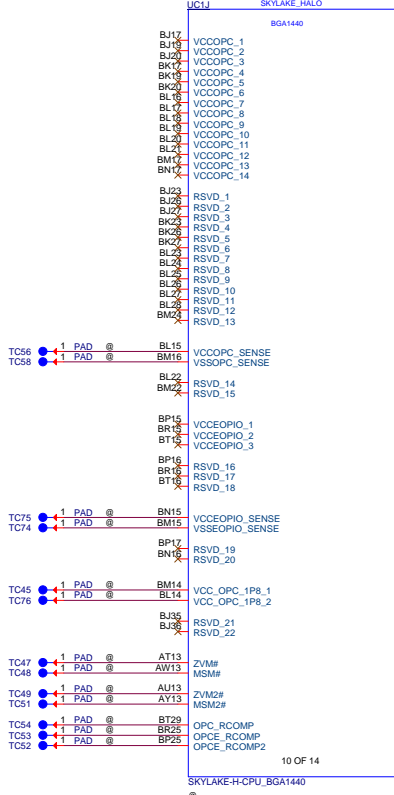 UC1J SKYLAKE_HALO
BGA1440
BJ17 VCCOPC_1
BJ19 VCCOPC_2
BJ20 VCCOPC_3
BK17 VCCOPC_4
BK19 VCCOPC_5
BK20 VCCOPC_6
BL16 VCCOPC_7
BL17 VCCOPC_8
BL18 VCCOPC_9
BL19 VCCOPC_10
BL20 VCCOPC_11
BL21 VCCOPC_12
BM17 VCCOPC_13
BN17 VCCOPC_14
BJ23 RSVD_1
BJ26 RSVD_2
BJ27 RSVD_3
BK23 RSVD_4
BK26 RSVD_5
BK27 RSVD_6
BL23 RSVD_7
BL24 RSVD_8
BL25 RSVD_9
BL26 RSVD_10
BL27 RSVD_11
BL28 RSVD_12
BM24 RSVD_13
TC56 1 PAD @ BL15 VCCOPC_SENSE
TC58 1 PAD @ BM16 VSSOPC_SENSE
BL22 RSVD_14
BM22 RSVD_15
BP15 VCCEOPIO_1
BR15 VCCEOPIO_2
BT15 VCCEOPIO_3
BP16 RSVD_16
BR16 RSVD_17
BT16 RSVD_18
TC75 1 PAD @ BN15 VCCEOPIO_SENSE
TC74 1 PAD @ BM15 VSSEOPIO_SENSE
BP17 RSVD_19
BN16 RSVD_20
TC45 1 PAD @ BM14 VCC_OPC_1P8_1
TC76 1 PAD @ BL14 VCC_OPC_1P8_2
BJ35 RSVD_21
BJ36 RSVD_22
TC47 1 PAD @ AT13 ZVM#
TC48 1 PAD @ AW13 MSM#
TC49 1 PAD @ AU13 ZVM2#
TC51 1 PAD @ AY13 MSM2#
TC54 1 PAD @ BT29 OPC_RCOMP
TC53 1 PAD @ BR25 OPCE_RCOMP
TC52 1 PAD @ BP25 OPCE_RCOMP2
10 OF 14
SKYLAKE-H-CPU_BGA1440
@